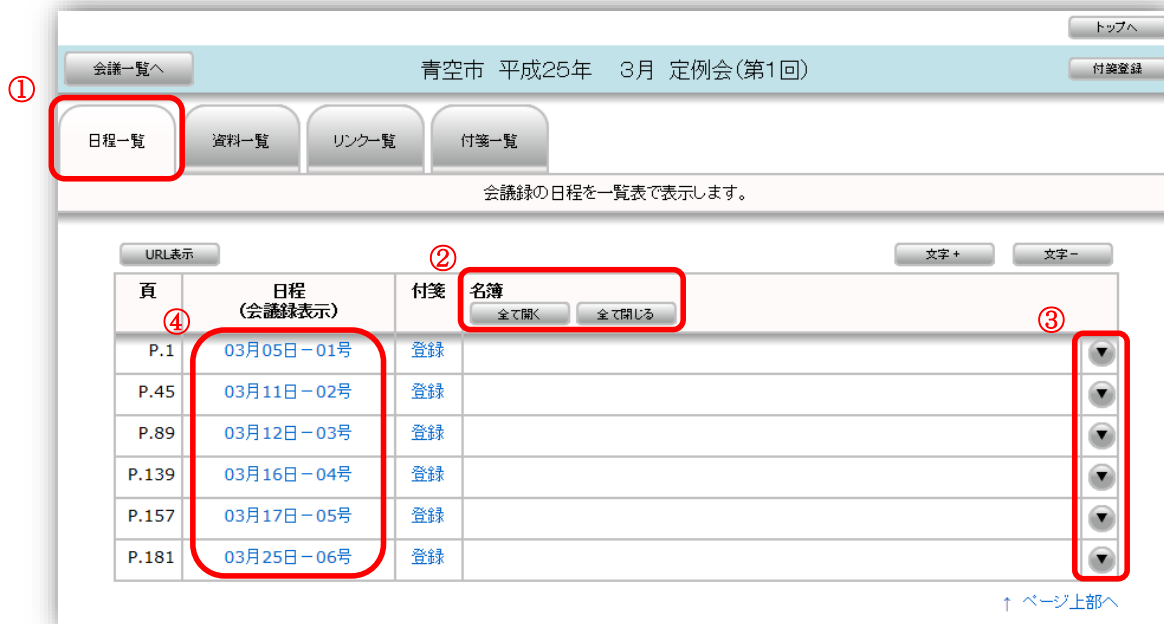 トップへ
会議一覧へ 青空市 平成25年 3月 定例会(第1回) 付箋登録
①
日程一覧 資料一覧 リンク一覧 付箋一覧
会議録の日程を一覧表で表示します。
URL表示 ② 文字+ 文字-
頁 日程 付箋 名簿
(会議録表示) 全て開く 全て閉じる
④ ③
P.1 03月05日-01号 登録 ▼
P.45 03月11日-02号 登録 ▼
P.89 03月12日-03号 登録 ▼
P.139 03月16日-04号 登録 ▼
P.157 03月17日-05号 登録 ▼
P.181 03月25日-06号 登録 ▼
↑ ページ上部へ